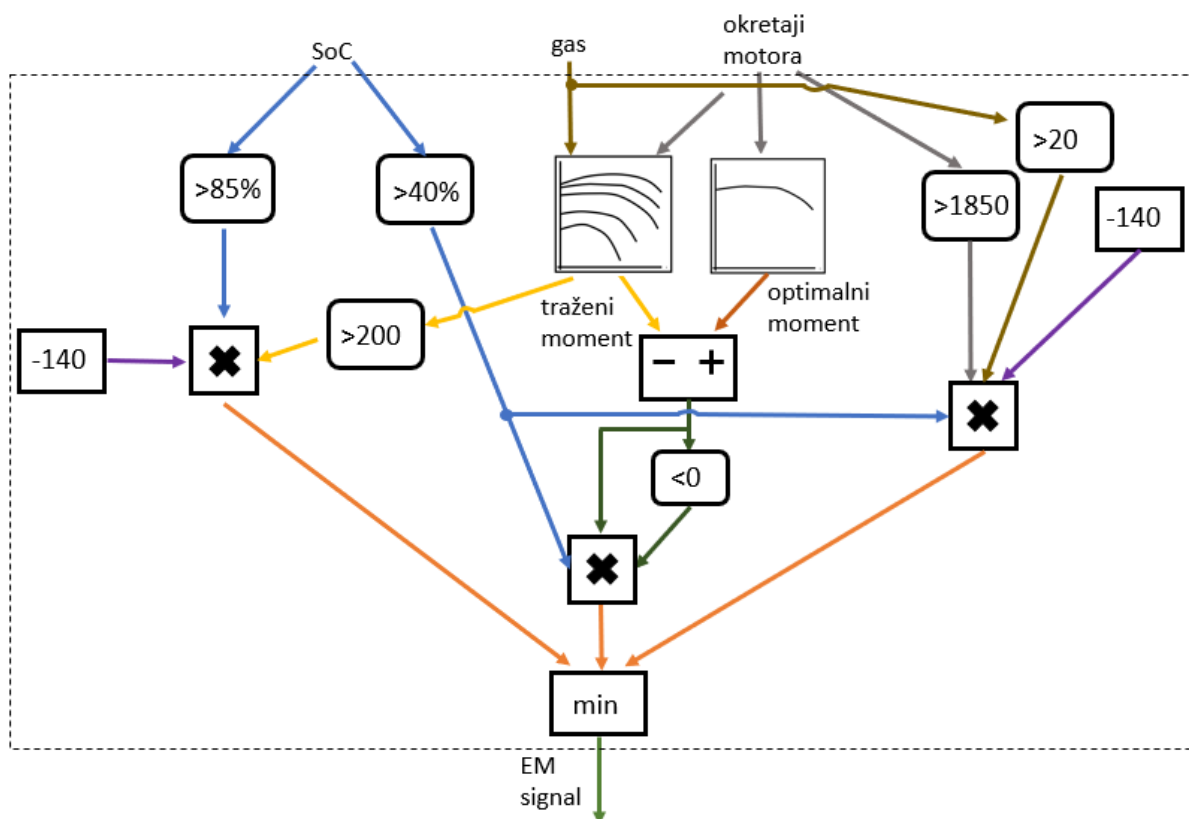 SoC
gas
okretaji
motora
>85%
>40%
>20
>1850
-140
traženi
moment
optimalni
moment
>200
-140
− +
<0
min
EM
signal